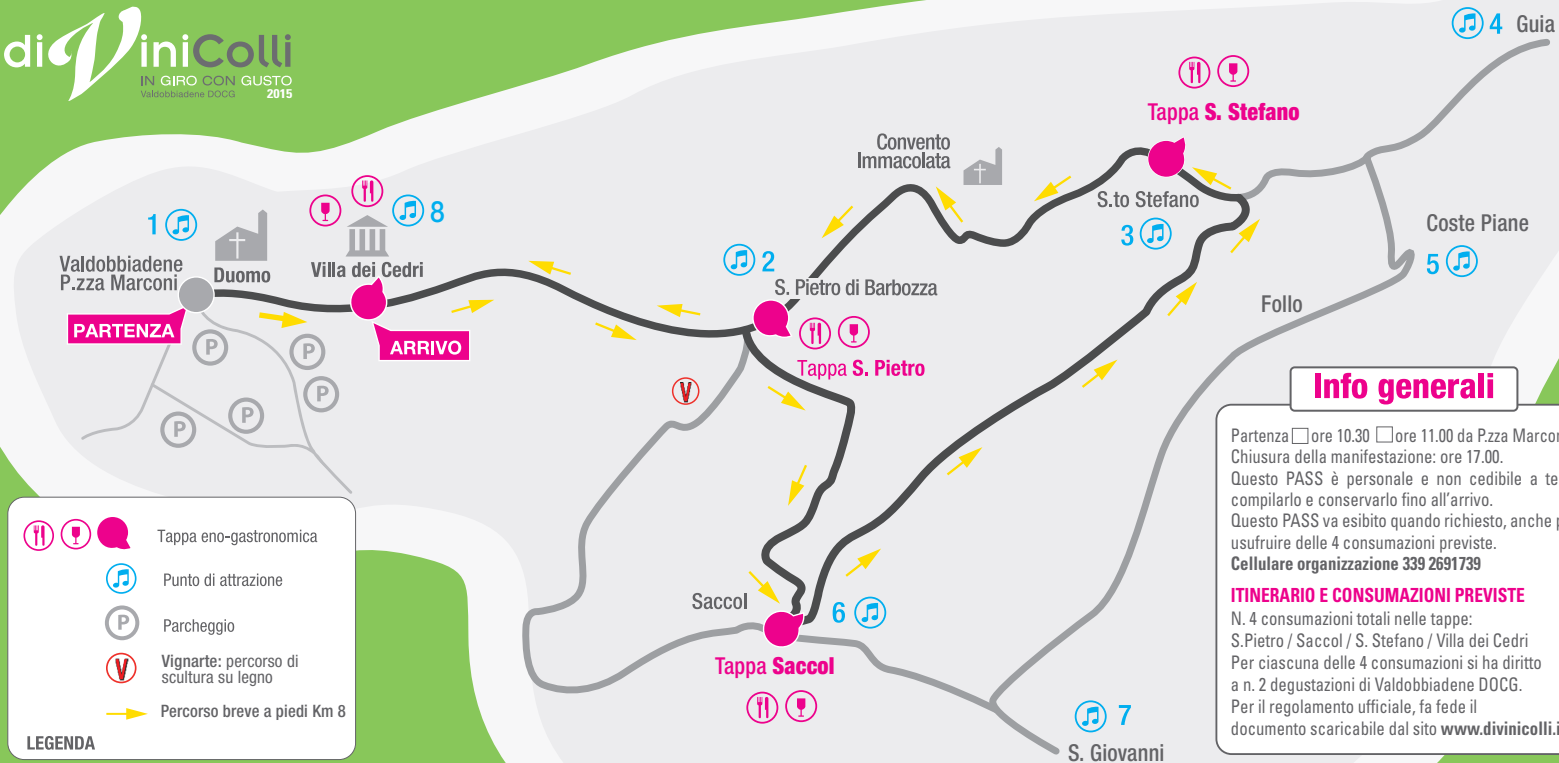 diViniColli
IN GIRO CON GUSTO
Valdobbiadene DOCG 2015
4 Guia
Tappa S. Stefano
Convento
Immacolata
S.to Stefano
3
1
8
Valdobbiadene
P.zza Marconi
Duomo
Villa dei Cedri
2
S. Pietro di Barbozza
Coste Piane
5
Follo
PARTENZA
ARRIVO
Tappa S. Pietro
P
P
P
P
P
V
Saccol
6
Tappa Saccol
7
S. Giovanni
Tappa eno-gastronomica
Punto di attrazione
P
Parcheggio
V
Vignarte: percorso di
scultura su legno
Percorso breve a piedi Km 8
LEGENDA
Info generali
Partenza □ ore 10.30 □ ore 11.00 da P.zza
Chiusura della manifestazione: ore 17.00.
Questo PASS è personale e non cedibile a
compilarlo e conservarlo fino all'arrivo.
Questo PASS va esibito quando richiesto, anche
usufruire delle 4 consumazioni previste.
Cellulare organizzazione 339 2691739
ITINERARIO E CONSUMAZIONI PREVISTE
N. 4 consumazioni totali nelle tappe:
S.Pietro / Saccol / S. Stefano / Villa dei Cedri
Per ciascuna delle 4 consumazioni si ha diritto
a n. 2 degustazioni di Valdobbiadene DOCG.
Per il regolamento ufficiale, fa fede il
documento scaricabile dal sito www.divinicolli.i